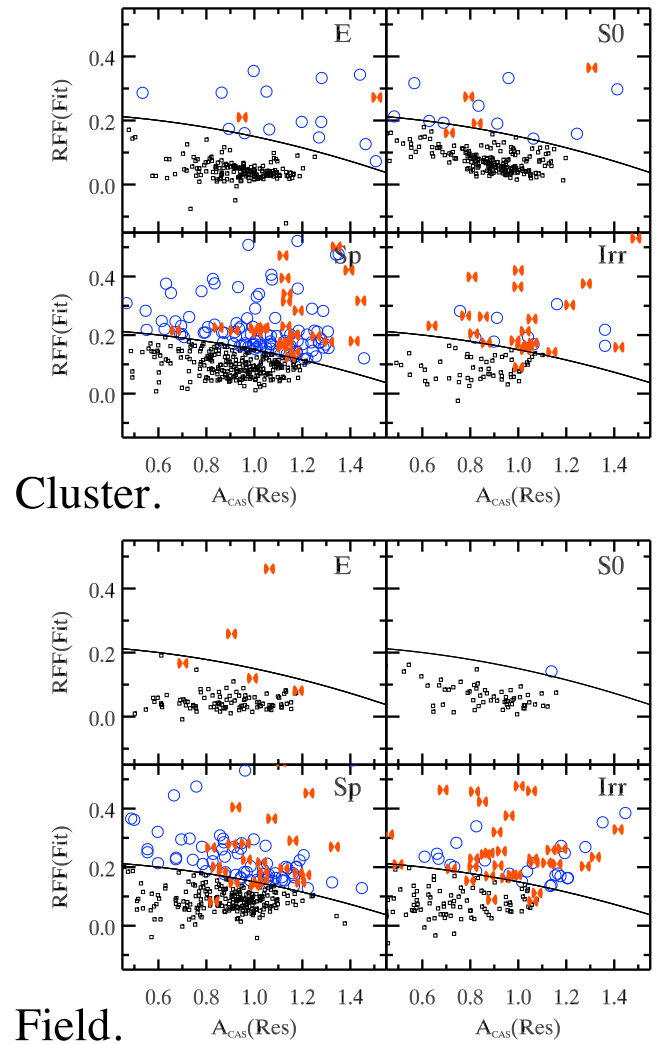 E S0
0.4
0.2
0.0
RFF(Fit)
Sp Irr
0.4
0.2
0.0
RFF(Fit)
0.6 0.8 1.0 1.2 1.4 0.6 0.8 1.0 1.2 1.4
A_CAS(Res) A_CAS(Res)
Cluster.
E S0
0.4
0.2
0.0
RFF(Fit)
Sp Irr
0.4
0.2
0.0
RFF(Fit)
0.6 0.8 1.0 1.2 1.4 0.6 0.8 1.0 1.2 1.4
A_CAS(Res) A_CAS(Res)
Field.